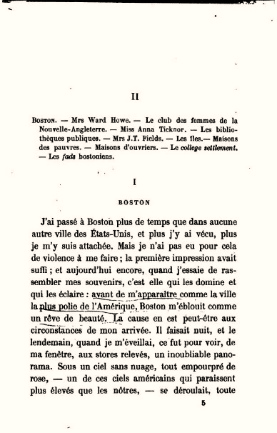 II
BOSTON. — Mrs Ward Howe. — Le club des femmes de la
Nouvelle-Angleterre. — Miss Anna Ticknor. — Les biblio-
thèques publiques. — Mrs J.T. Fields. — Les îles. — Maisons
des pauvres. — Maisons d'ouvriers. — Le college settlement.
— Les fads bostoniens.
I
BOSTON
J'ai passé à Boston plus de temps que dans aucune
autre ville des États-Unis, et plus j'y ai vécu, plus
je m'y suis attachée. Mais je n'ai pas eu pour cela
de violence à me faire; la première impression avait
suffi; et aujourd'hui encore, quand j'essaie de ras-
sembler mes souvenirs, c'est elle qui les domine et
qui les éclaire : avant de m'apparaître comme la ville
la plus polie de l'Amérique, Boston m'éblouit comme
un rêve de beauté. La cause en est peut-être aux
circonstances de mon arrivée. Il faisait nuit, et le
lendemain, quand je m'éveillai, ce fut pour voir, de
ma fenêtre, aux stores relevés, un inoubliable pano-
rama. Sous un ciel sans nuage, tout empourpré de
rose, — un de ces ciels américains qui paraissent
plus élevés que les nôtres, — se déroulait, toute
5